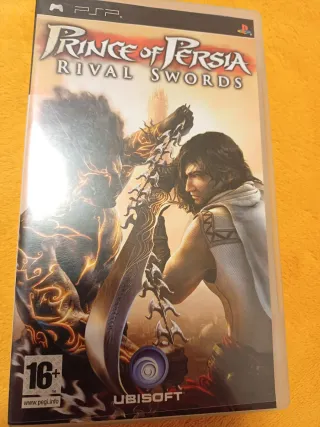 PSP
PRINCE OF PERSIA
RIVAL SWORDS
16+
www.pegi.info
UBISOFT